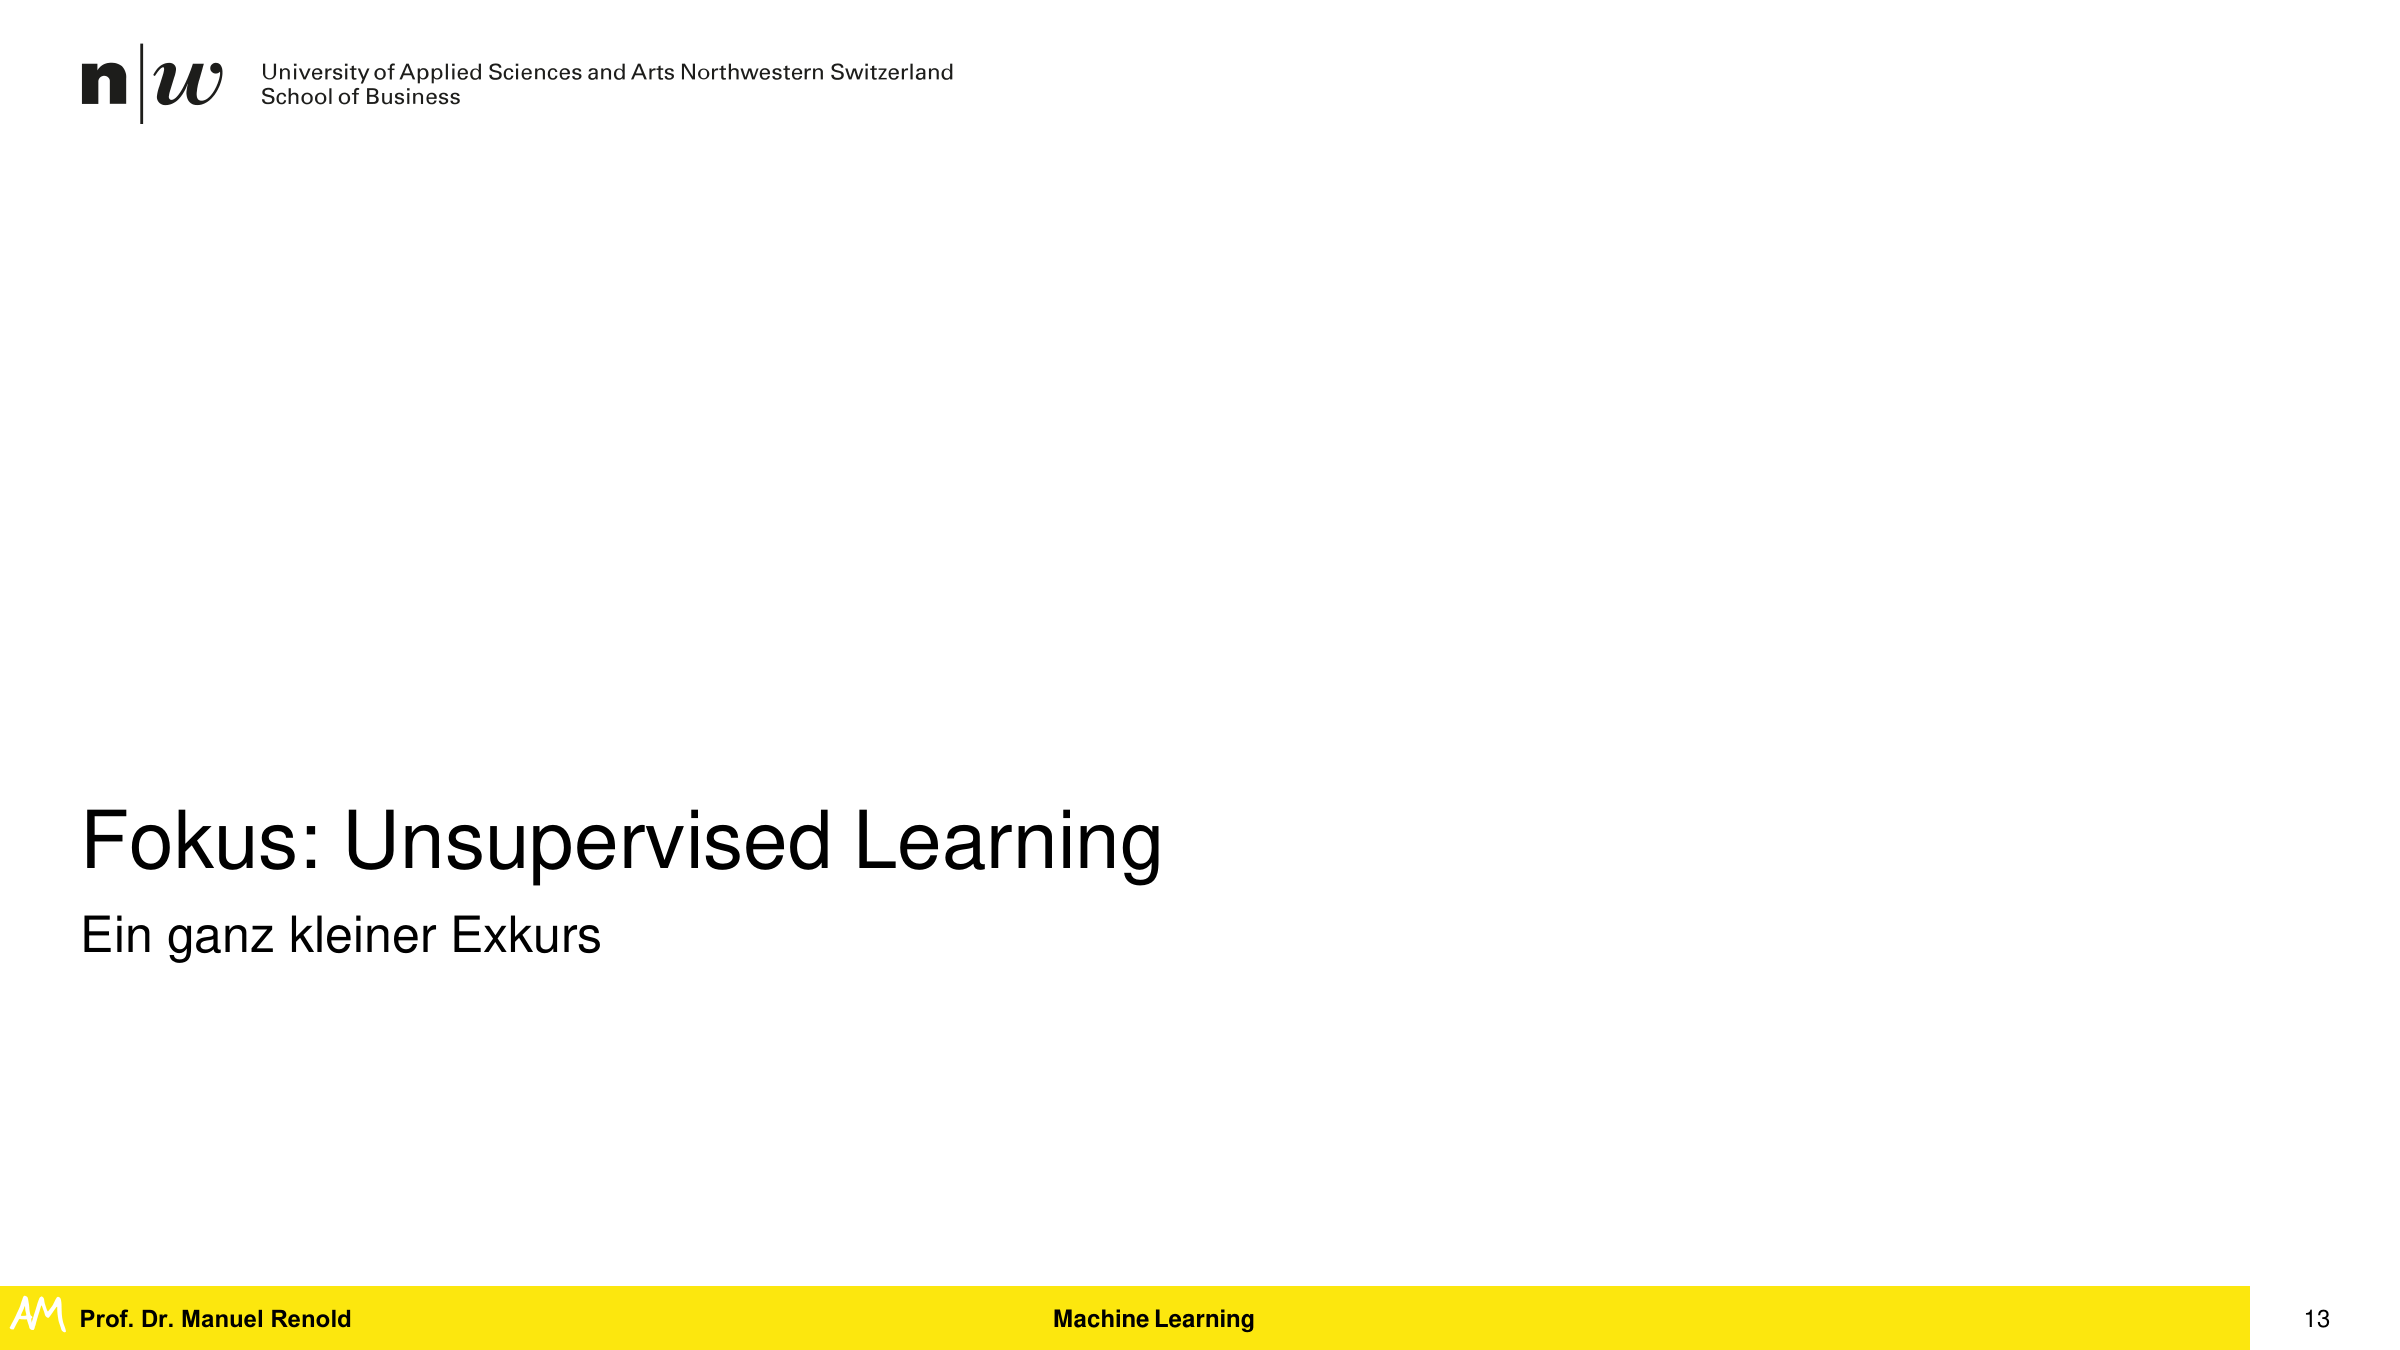 n|w
University of Applied Sciences and Arts Northwestern Switzerland
School of Business
Fokus: Unsupervised Learning
Ein ganz kleiner Exkurs
AM Prof. Dr. Manuel Renold
Machine Learning
13